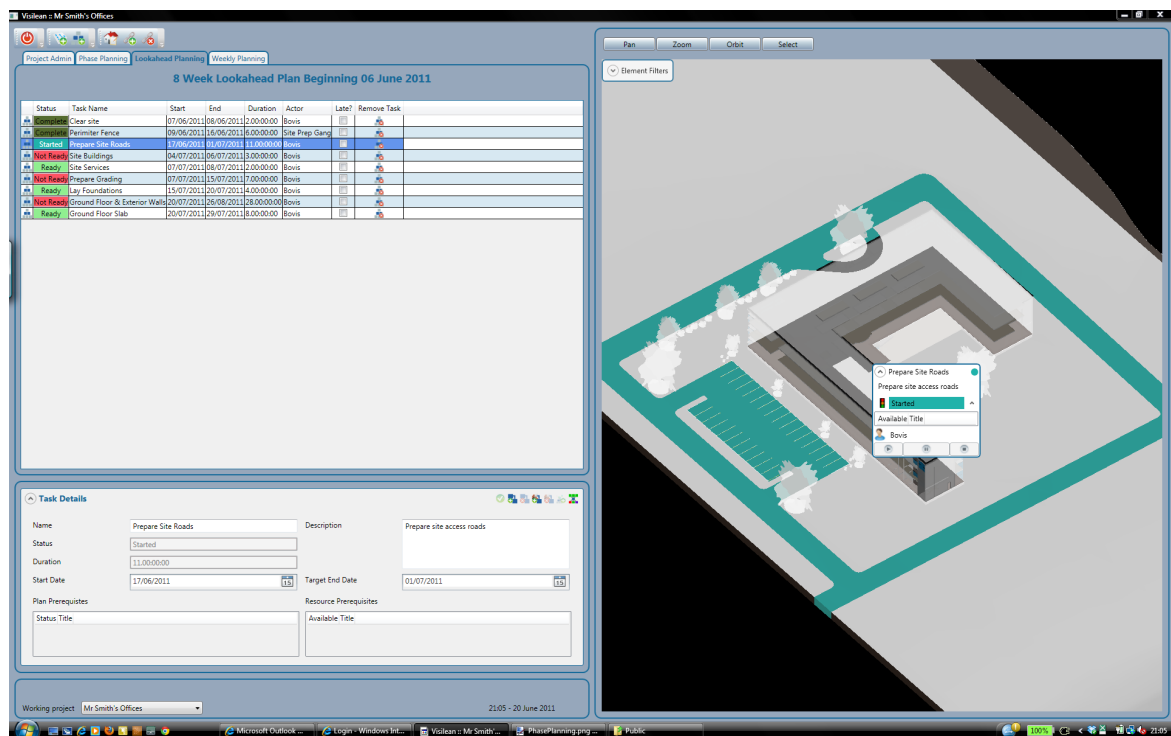 Visilean :: Mr Smith's Offices
Project Admin Phase Planning Lookahead Planning Weekly Planning
8 Week Lookahead Plan Beginning 06 June 2011
Status Task Name Start End Duration Actor Late? Remove Task
Complete Clear site 07/06/2011 08/06/2011 2.00:00:00 Bovis
Complete Perimiter Fence 09/06/2011 16/06/2011 6.00:00:00 Site Prep Gang
Started Prepare Site Roads 17/06/2011 01/07/2011 11.00:00:00 Bovis
Not Ready Site Buildings 04/07/2011 06/07/2011 3.00:00:00 Bovis
Ready Site Services 07/07/2011 08/07/2011 2.00:00:00 Bovis
Not Ready Prepare Grading 07/07/2011 15/07/2011 7.00:00:00 Bovis
Ready Lay Foundations 15/07/2011 20/07/2011 4.00:00:00 Bovis
Not Ready Ground Floor & Exterior Walls 20/07/2011 26/08/2011 28.00:00:00 Bovis
Ready Ground Floor Slab 20/07/2011 29/07/2011 8.00:00:00 Bovis
Task Details
Name Prepare Site Roads Description Prepare site access roads
Status Started
Duration 11.00:00:00
Start Date 17/06/2011 15 Target End Date 01/07/2011 15
Plan Prerequistes Resource Prerequisites
Status Title Available Title
Working project Mr Smith's Offices 21:05 - 20 June 2011
Pan Zoom Orbit Select
Element Filters
Prepare Site Roads
Prepare site access roads
Started
Available Title
Bovis
Microsoft Outlook ... Login - Windows Int... Visilean :: Mr Smith'... PhasePlanning.png ... Public 100% 21:05